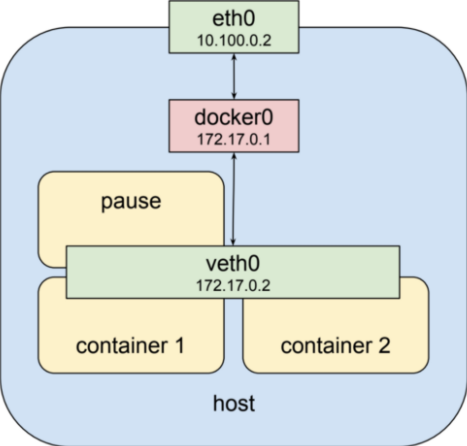 eth0
10.100.0.2
docker0
172.17.0.1
pause
veth0
172.17.0.2
container 1
container 2
host